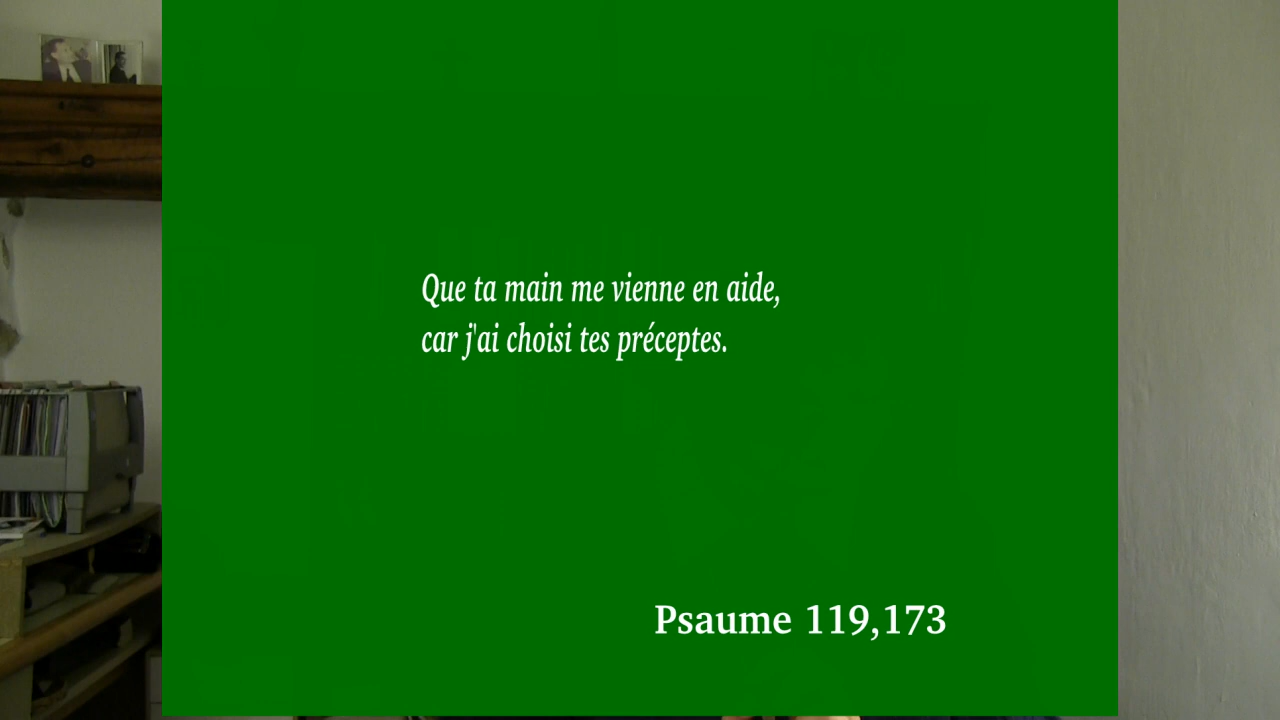 Que ta main me vienne en aide,
car j'ai choisi tes préceptes.
Psaume 119,173